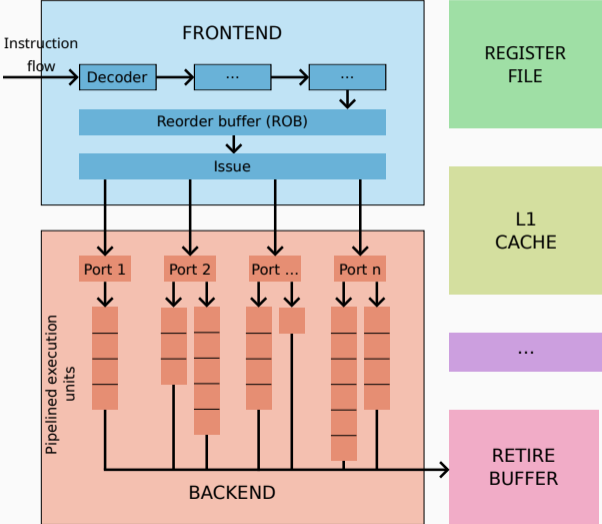 FRONTEND
Instruction
flow
Decoder
...
...
Reorder buffer (ROB)
Issue
REGISTER
FILE
L1
CACHE
...
RETIRE
BUFFER
Port 1
Port 2
Port ...
Port n
Pipelined execution
units
BACKEND